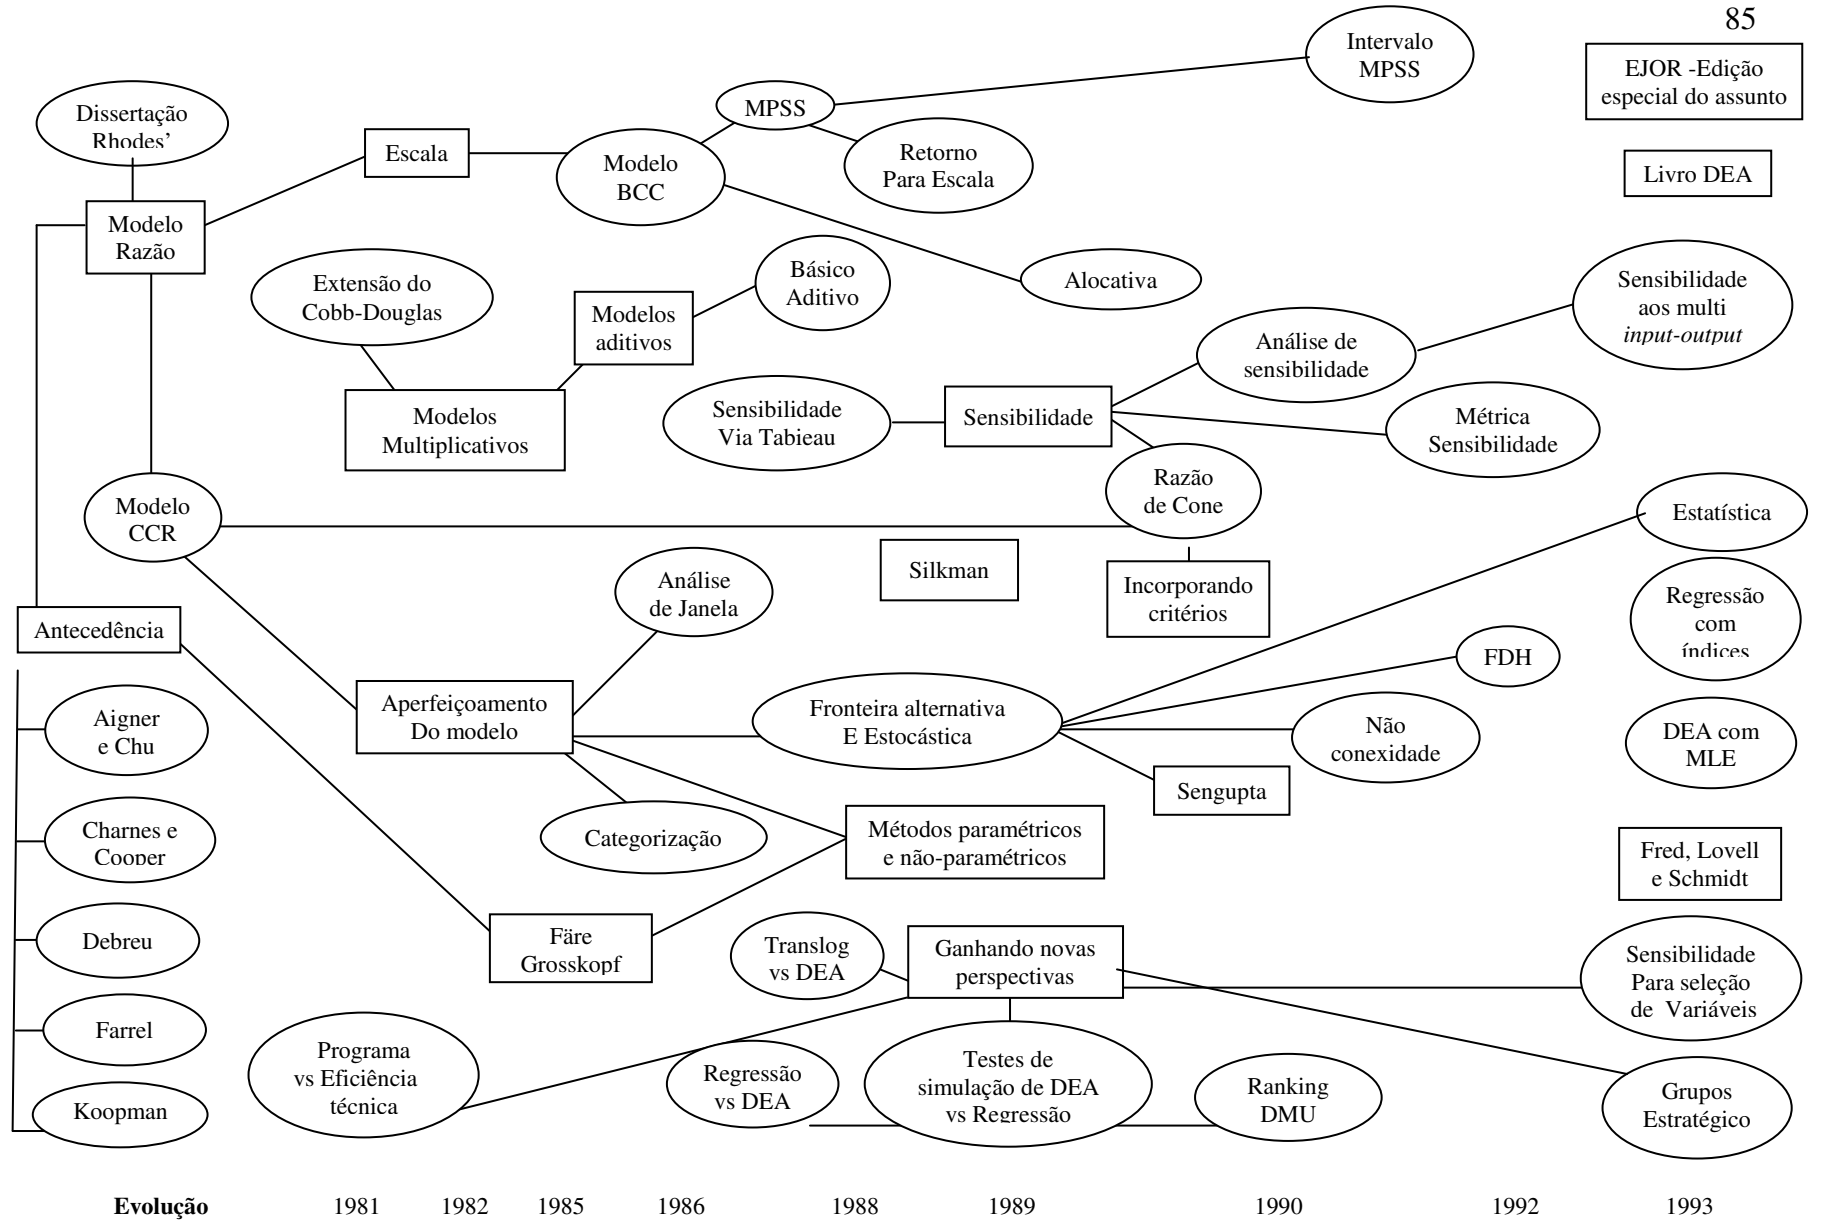 85
Intervalo
MPSS
EJOR -Edição
especial do assunto
Dissertação
Rhodes’
MPSS
Escala
Modelo
BCC
Retorno
Para Escala
Livro DEA
Modelo
Razão
Extensão do
Cobb-Douglas
Modelos
aditivos
Básico
Aditivo
Alocativa
Sensibilidade
aos multi
input-output
Análise de
sensibilidade
Modelos
Multiplicativos
Sensibilidade
Via Tabieau
Sensibilidade
Métrica
Sensibilidade
Razão
de Cone
Modelo
CCR
Estatística
Silkman
Análise
de Janela
Incorporando
critérios
Regressão
com
índices
Antecedência
FDH
Aigner
e Chu
Aperfeiçoamento
Do modelo
Fronteira alternativa
E Estocástica
Não
conexidade
DEA com
MLE
Sengupta
Charnes e
Cooper
Categorização
Métodos paramétricos
e não-paramétricos
Fred, Lovell
e Schmidt
Debreu
Färe
Grosskopf
Translog
vs DEA
Ganhando novas
perspectivas
Sensibilidade
Para seleção
de Variáveis
Farrel
Programa
vs Eficiência
técnica
Regressão
vs DEA
Testes de
simulação de DEA
vs Regressão
Ranking
DMU
Grupos
Estratégico
Koopman
Evolução 1981 1982 1985 1986 1988 1989 1990 1992 1993